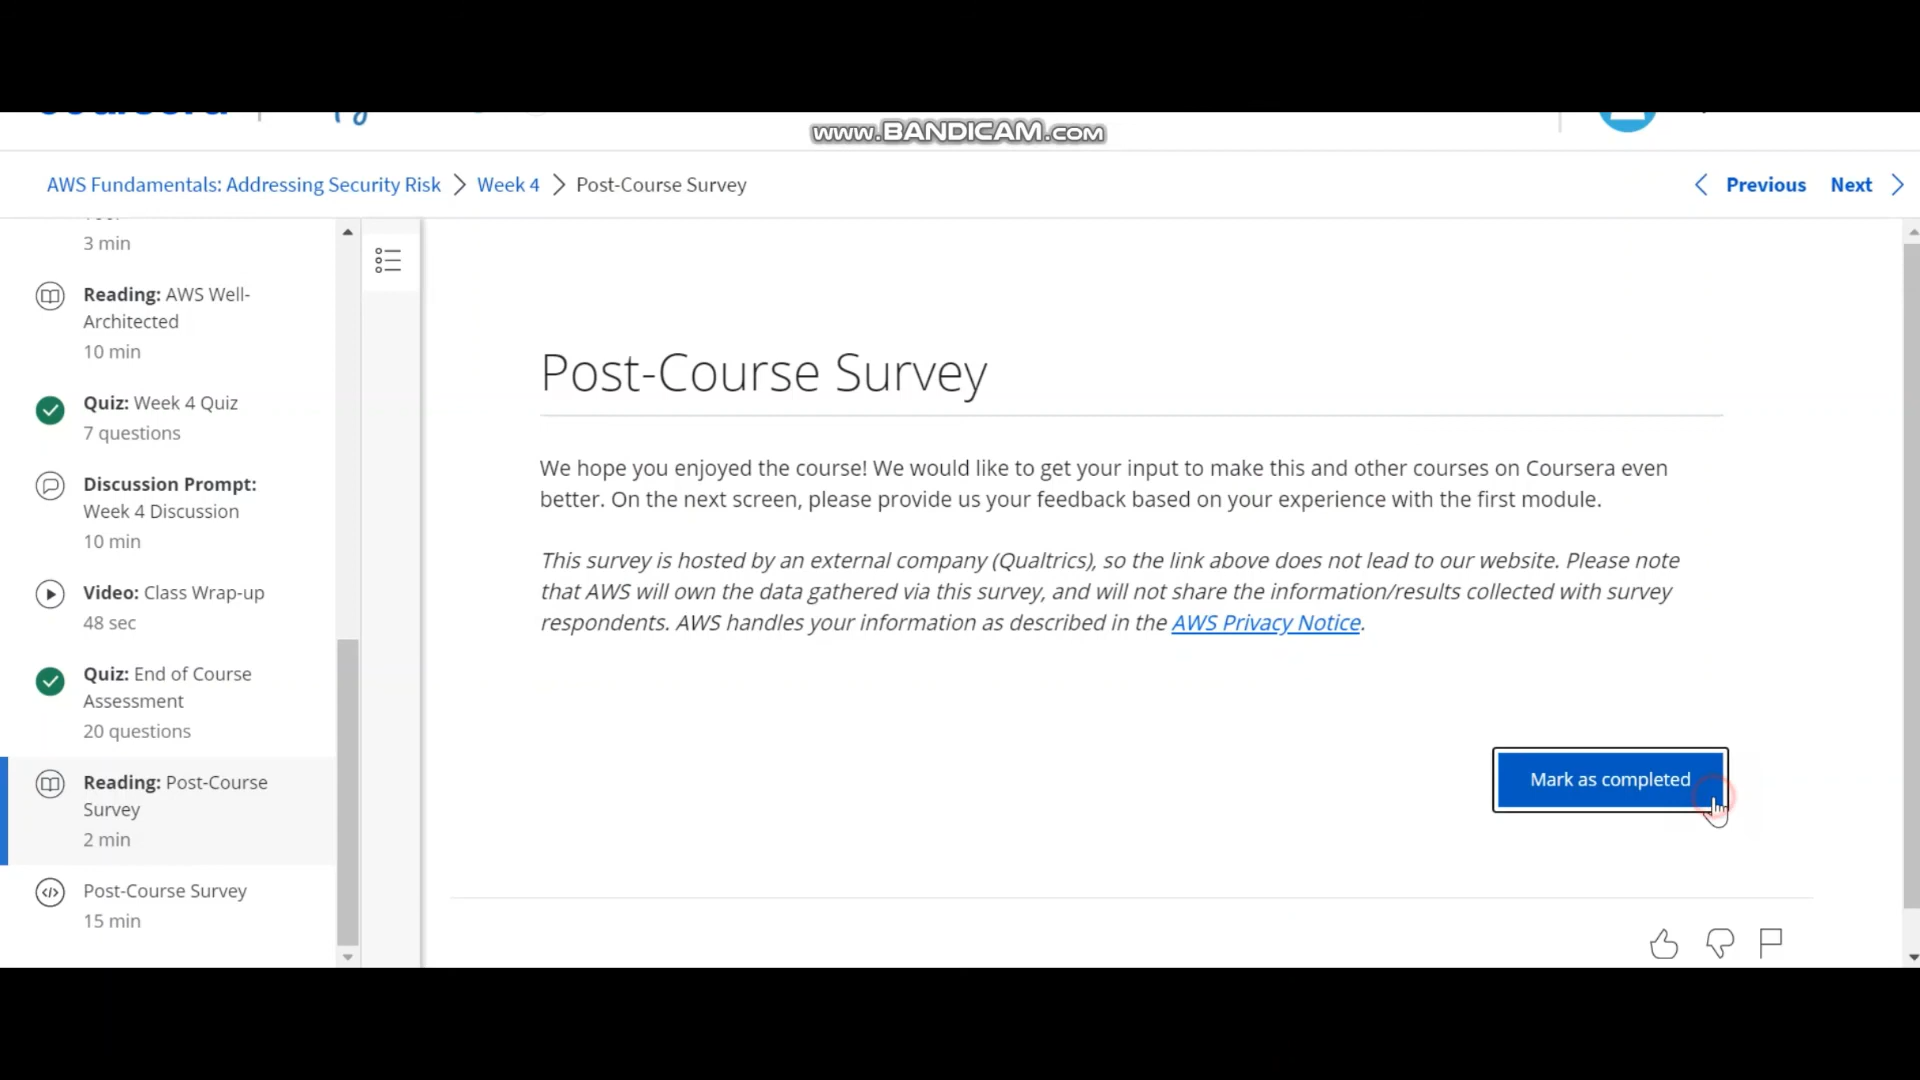 www.BANDICAM.com
AWS Fundamentals: Addressing Security Risk
Week 4
Post-Course Survey
Previous
Next
3 min
Reading: AWS Well-
Architected
10 min
Quiz: Week 4 Quiz
7 questions
Discussion Prompt:
Week 4 Discussion
10 min
Video: Class Wrap-up
48 sec
Quiz: End of Course
Assessment
20 questions
Reading: Post-Course
Survey
2 min
Post-Course Survey
15 min
Post-Course Survey
We hope you enjoyed the course! We would like to get your input to make this and other courses on Coursera even
better. On the next screen, please provide us your feedback based on your experience with the first module.
This survey is hosted by an external company (Qualtrics), so the link above does not lead to our website. Please note
that AWS will own the data gathered via this survey, and will not share the information/results collected with survey
respondents. AWS handles your information as described in the AWS Privacy Notice.
Mark as completed